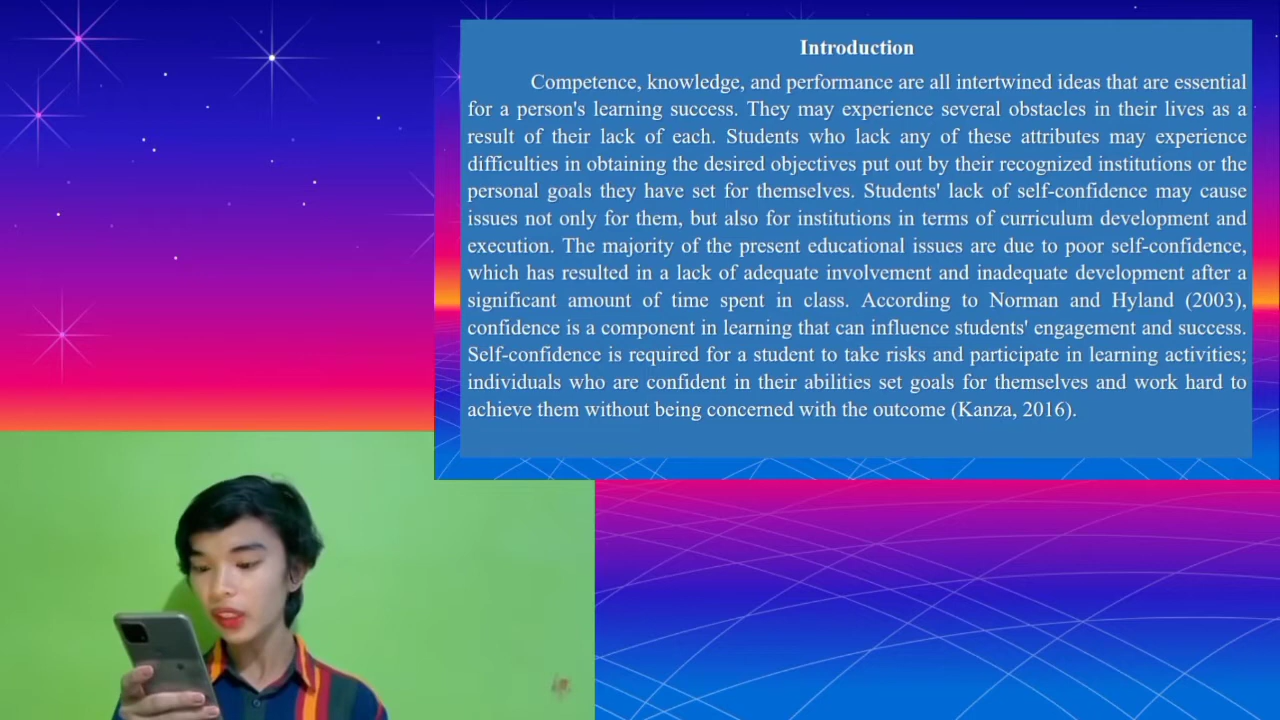 Introduction
Competence, knowledge, and performance are all intertwined ideas that are essential
for a person's learning success. They may experience several obstacles in their lives as a
result of their lack of each. Students who lack any of these attributes may experience
difficulties in obtaining the desired objectives put out by their recognized institutions or the
personal goals they have set for themselves. Students' lack of self-confidence may cause
issues not only for them, but also for institutions in terms of curriculum development and
execution. The majority of the present educational issues are due to poor self-confidence,
which has resulted in a lack of adequate involvement and inadequate development after a
significant amount of time spent in class. According to Norman and Hyland (2003),
confidence is a component in learning that can influence students' engagement and success.
Self-confidence is required for a student to take risks and participate in learning activities;
individuals who are confident in their abilities set goals for themselves and work hard to
achieve them without being concerned with the outcome (Kanza, 2016).